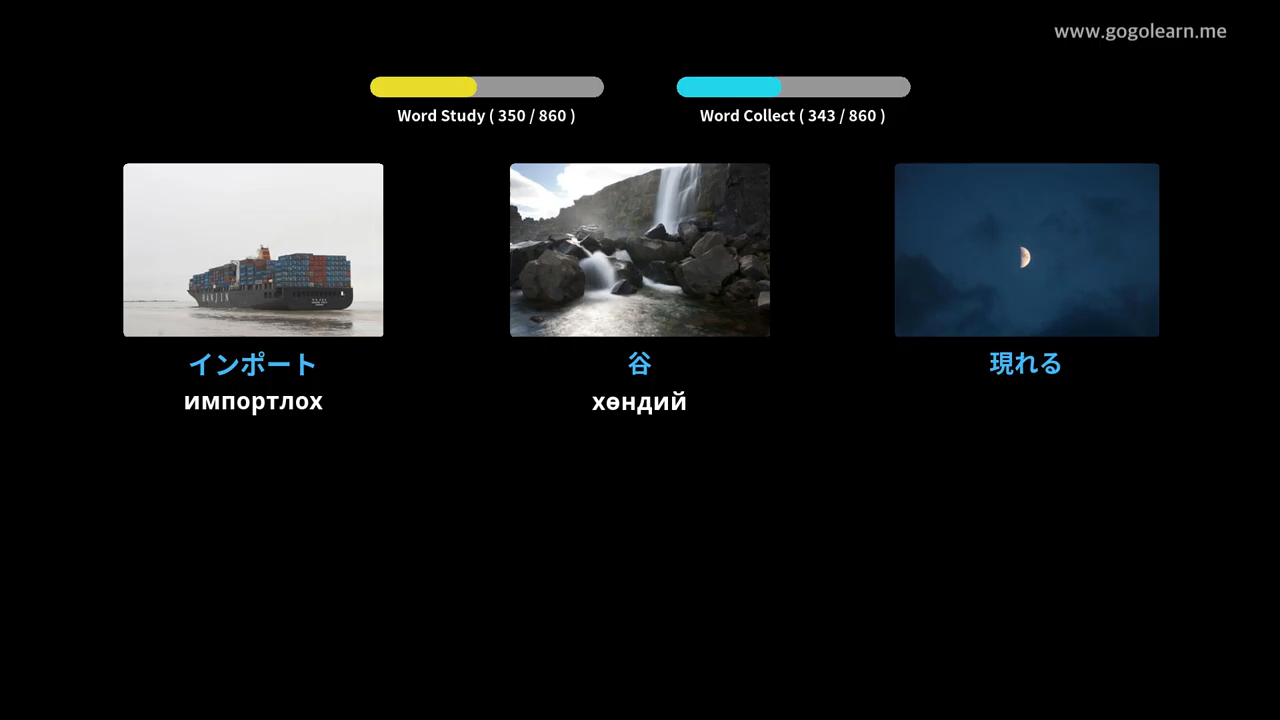 www.gogolearn.me
Word Study ( 350 / 860 )
Word Collect ( 343 / 860 )
HANJIN
インポート
谷
現れる
импортлох
хөндий